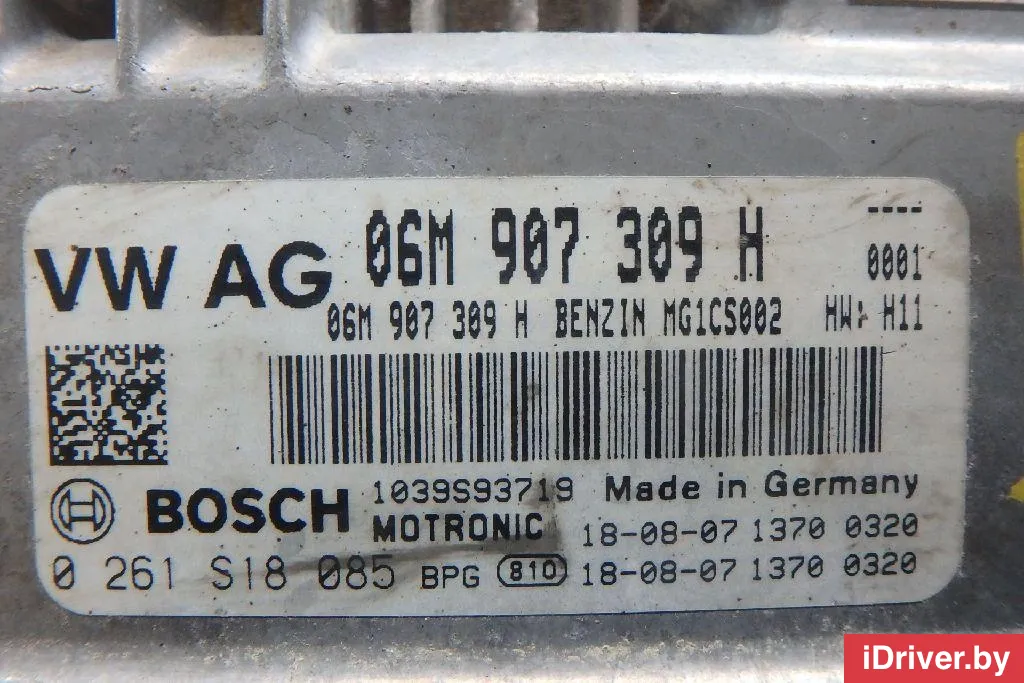 VW AG 06M 907 309 H ----
0001
06M 907 309 H BENZIN MG1CS002 HW: H11
BOSCH 1039S93719 Made in Germany
MOTRONIC 18-08-07 1370 0320
0 261 S18 085 BPG 810 18-08-07 1370 0320
iDriver.by